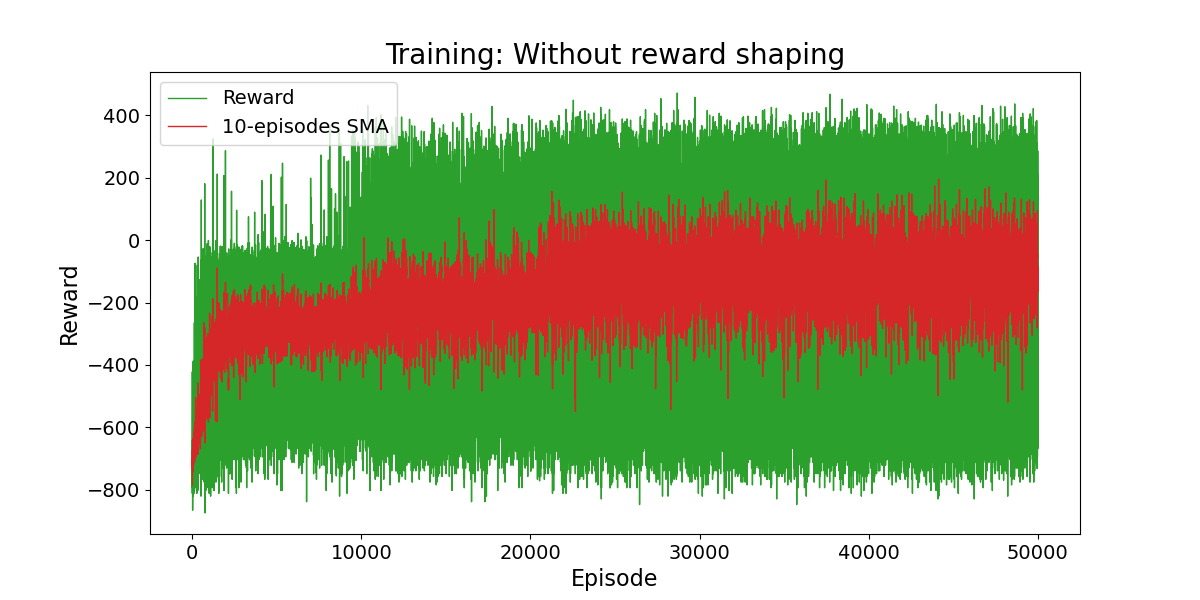 Training: Without reward shaping
Reward
10-episodes SMA
400
200
0
−200
−400
−600
−800
Reward
0
10000
20000
30000
40000
50000
Episode